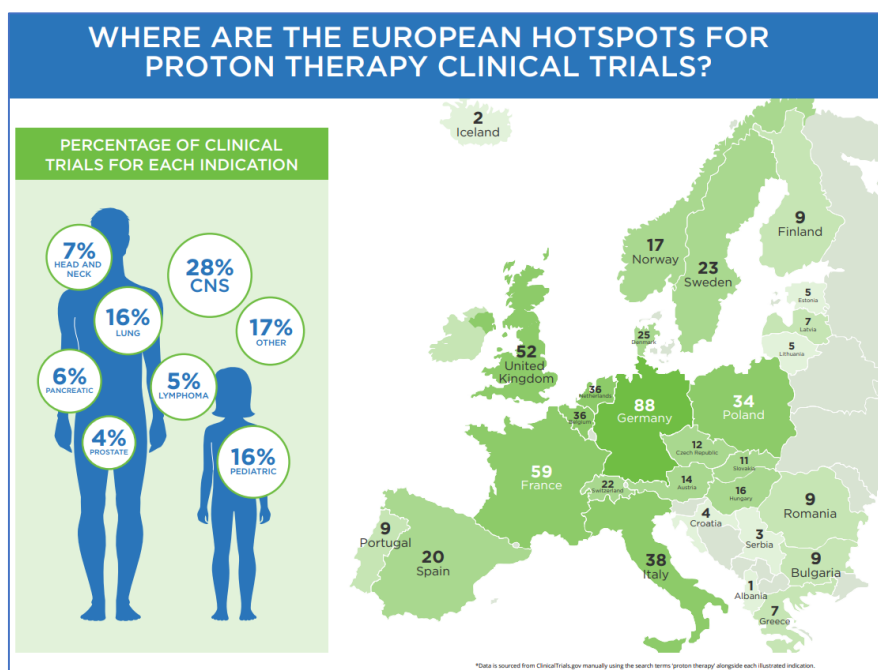 WHERE ARE THE EUROPEAN HOTSPOTS FOR
PROTON THERAPY CLINICAL TRIALS?
PERCENTAGE OF CLINICAL
TRIALS FOR EACH INDICATION
7%
HEAD AND
NECK
28%
CNS
16%
LUNG
17%
OTHER
6%
PANCREATIC
5%
LYMPHOMA
4%
PROSTATE
16%
PEDIATRIC
2
Iceland
9
Finland
17
Norway
23
Sweden
5
Estonia
7
Latvia
5
Lithuania
25
Denmark
52
United
Kingdom
36
Netherlands
36
Belgium
88
Germany
34
Poland
12
Czech Republic
11
Slovakia
59
France
22
Switzerland
14
Austria
16
Hungary
9
Romania
4
Croatia
3
Serbia
9
Portugal
20
Spain
38
Italy
1
Albania
9
Bulgaria
7
Greece
*Data is sourced from ClinicalTrials.gov manually using the search terms 'proton therapy' alongside each illustrated indication.